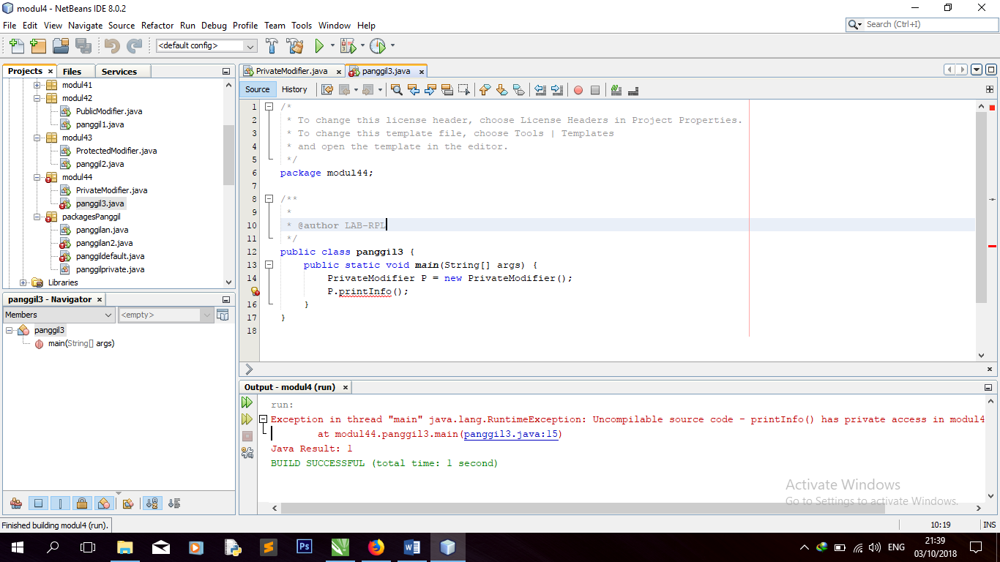 modul4 - NetBeans IDE 8.0.2
File Edit View Navigate Source Refactor Run Debug Profile Team Tools Window Help
Search (Ctrl+I)
<default config>
Projects Files Services
modul41
modul42
PublicModifier.java
panggil1.java
modul43
ProtectedModifier.java
panggil2.java
modul44
PrivateModifier.java
panggil3.java
packagesPanggil
panggilan.java
panggilan2.java
panggildefault.java
panggilprivate.java
Libraries
panggil3 - Navigator
Members <empty>
panggil3
main(String[] args)
PrivateModifier.java panggil3.java
Source History
1 /*
2 * To change this license header, choose License Headers in Project Properties.
3 * To change this template file, choose Tools | Templates
4 * and open the template in the editor.
5 */
6 package modul44;
7
8 /**
9 *
10 * @author LAB-RPL
11 */
12 public class panggil3 {
13 public static void main(String[] args) {
14 PrivateModifier P = new PrivateModifier();
P.printInfo();
16 }
17 }
18
Output - modul4 (run)
run:
Exception in thread "main" java.lang.RuntimeException: Uncompilable source code - printInfo() has private access in modul4
at modul44.panggil3.main(panggil3.java:15)
Java Result: 1
BUILD SUCCESSFUL (total time: 1 second)
Activate Windows
Go to Settings to activate Windows.
Finished building modul4 (run).
10:19 INS
Ps
ENG
21:39
03/10/2018